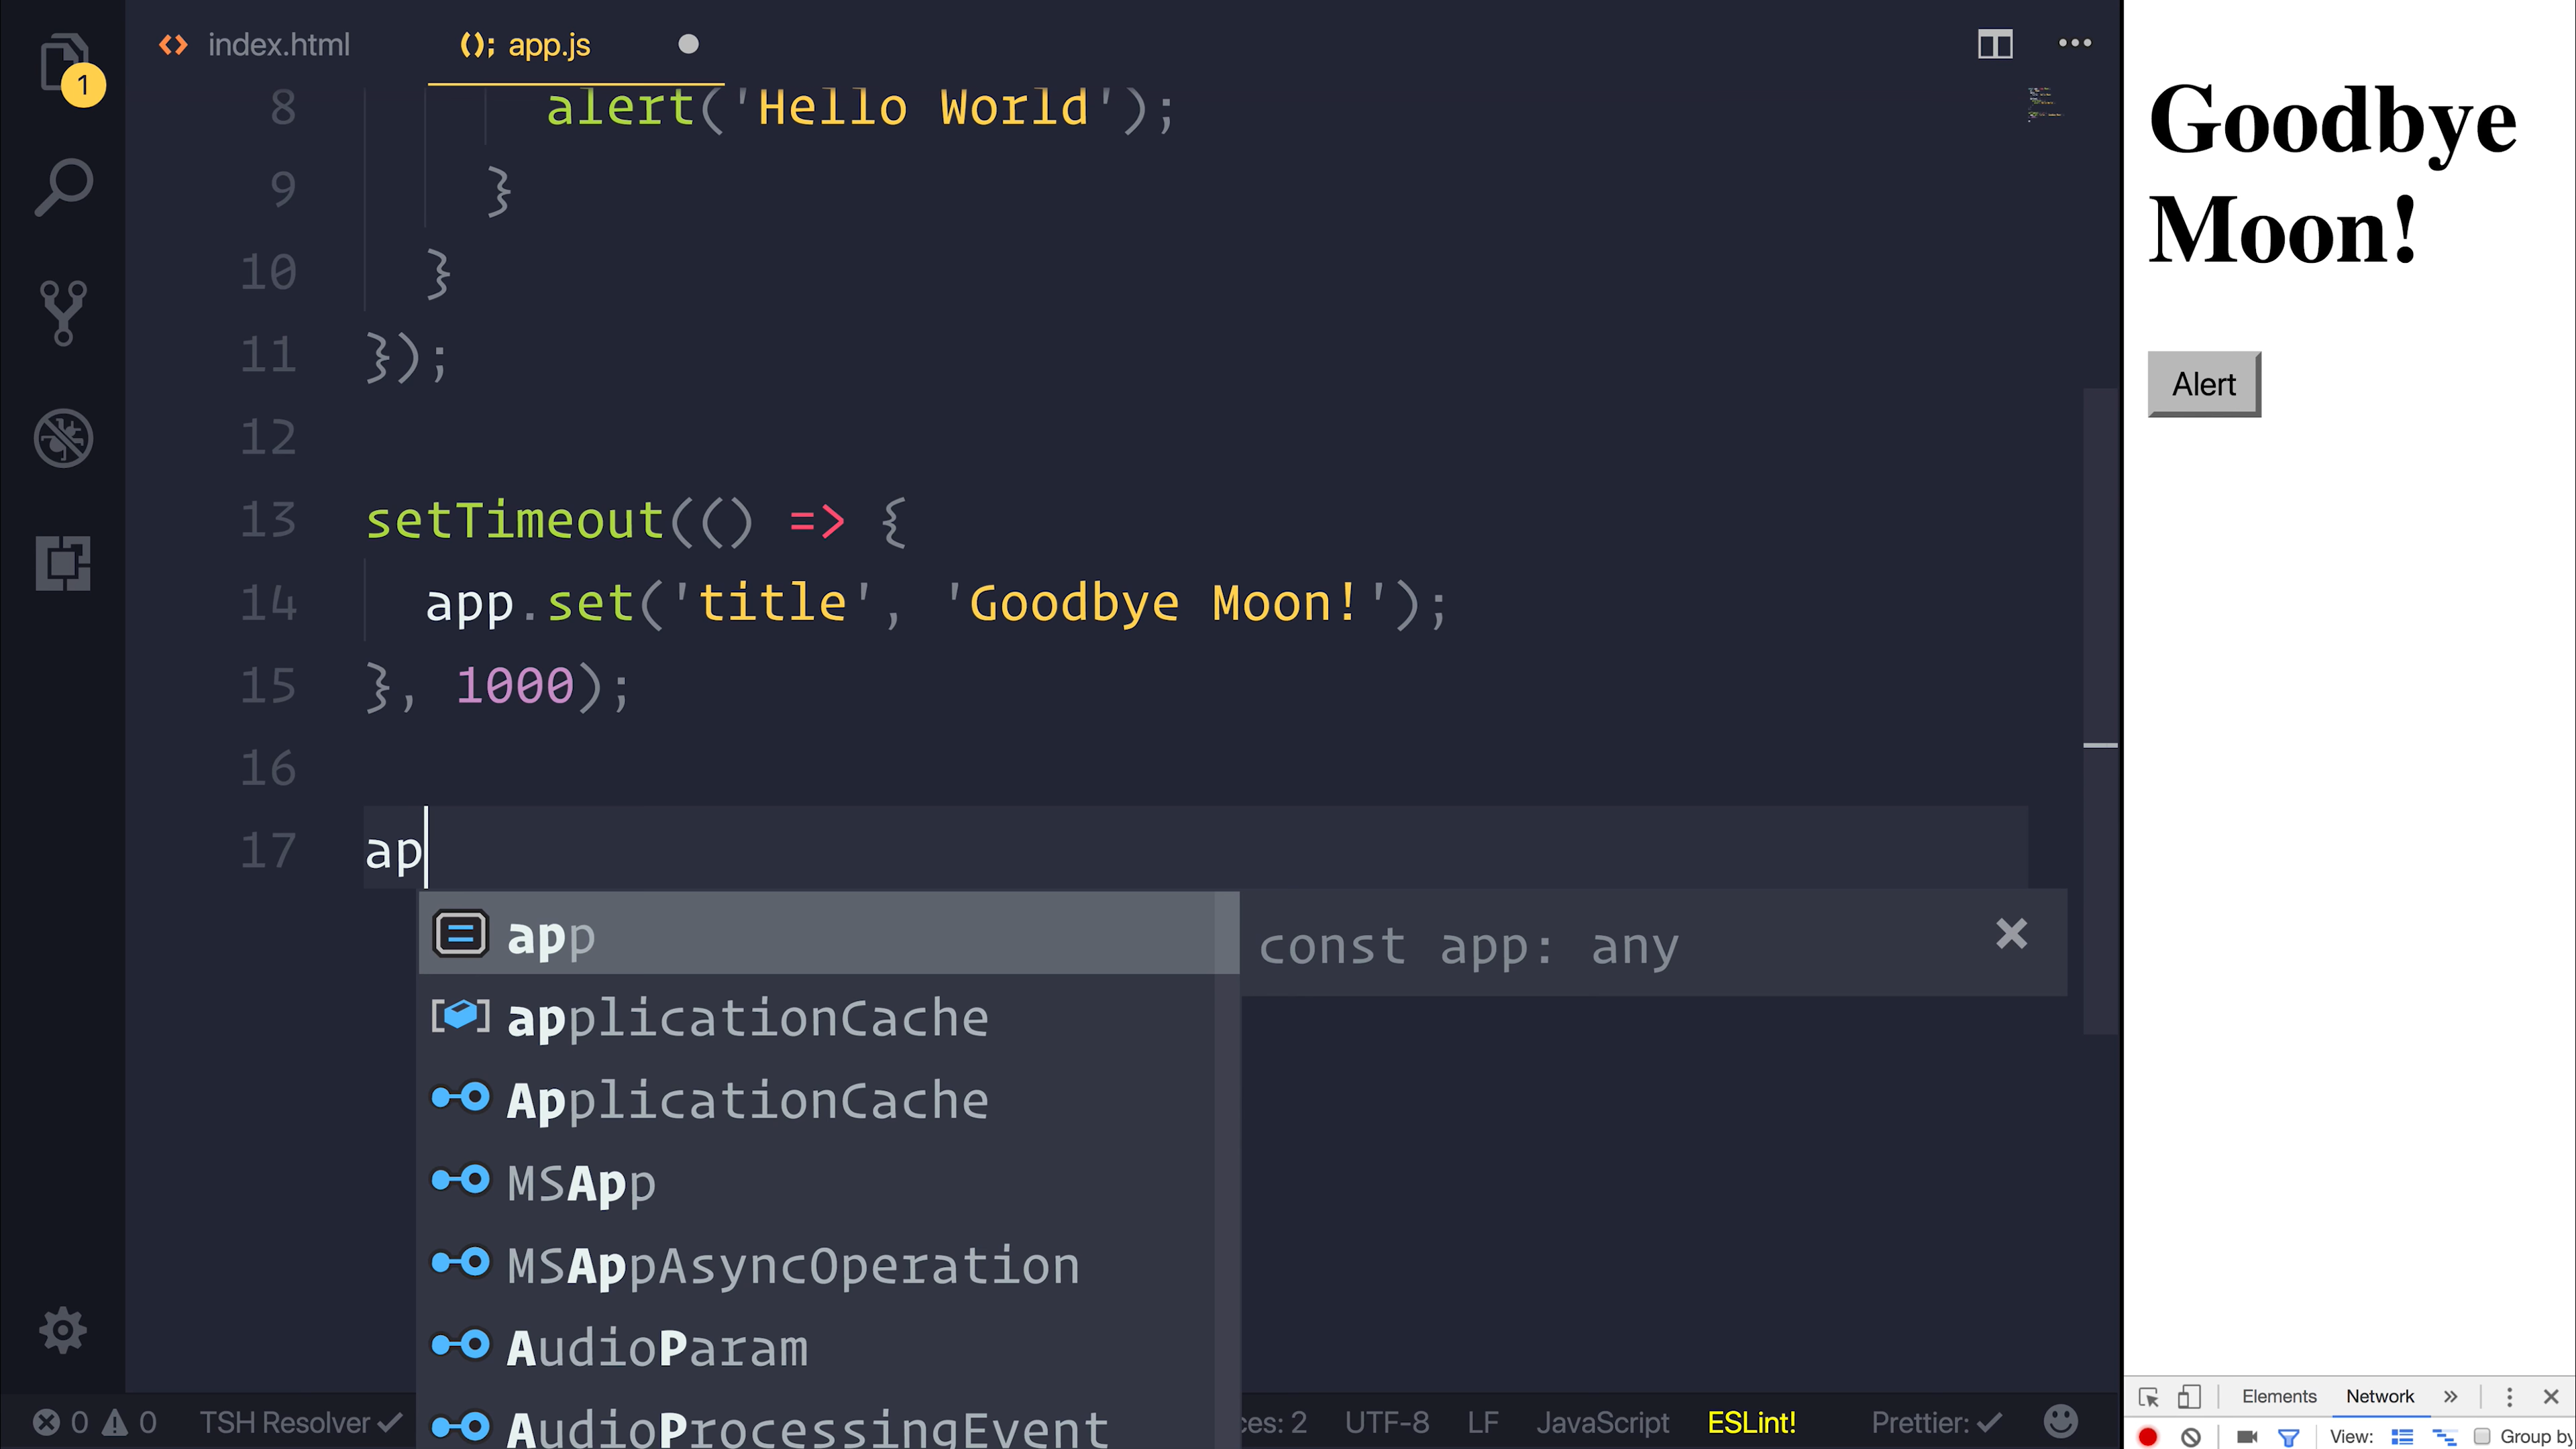 1
index.html
(); app.js
8 alert('Hello World');
9 }
10 }
11 });
12
13 setTimeout(() => {
14 app.set('title', 'Goodbye Moon!');
15 }, 1000);
16
17 ap
app
const app: any
applicationCache
ApplicationCache
MSApp
MSAppAsyncOperation
AudioParam
AudioProcessingEvent
0 0 TSH Resolver ces: 2 UTF-8 LF JavaScript ESLint! Prettier:
Goodbye
Moon!
Alert
Elements Network »
View: Group by